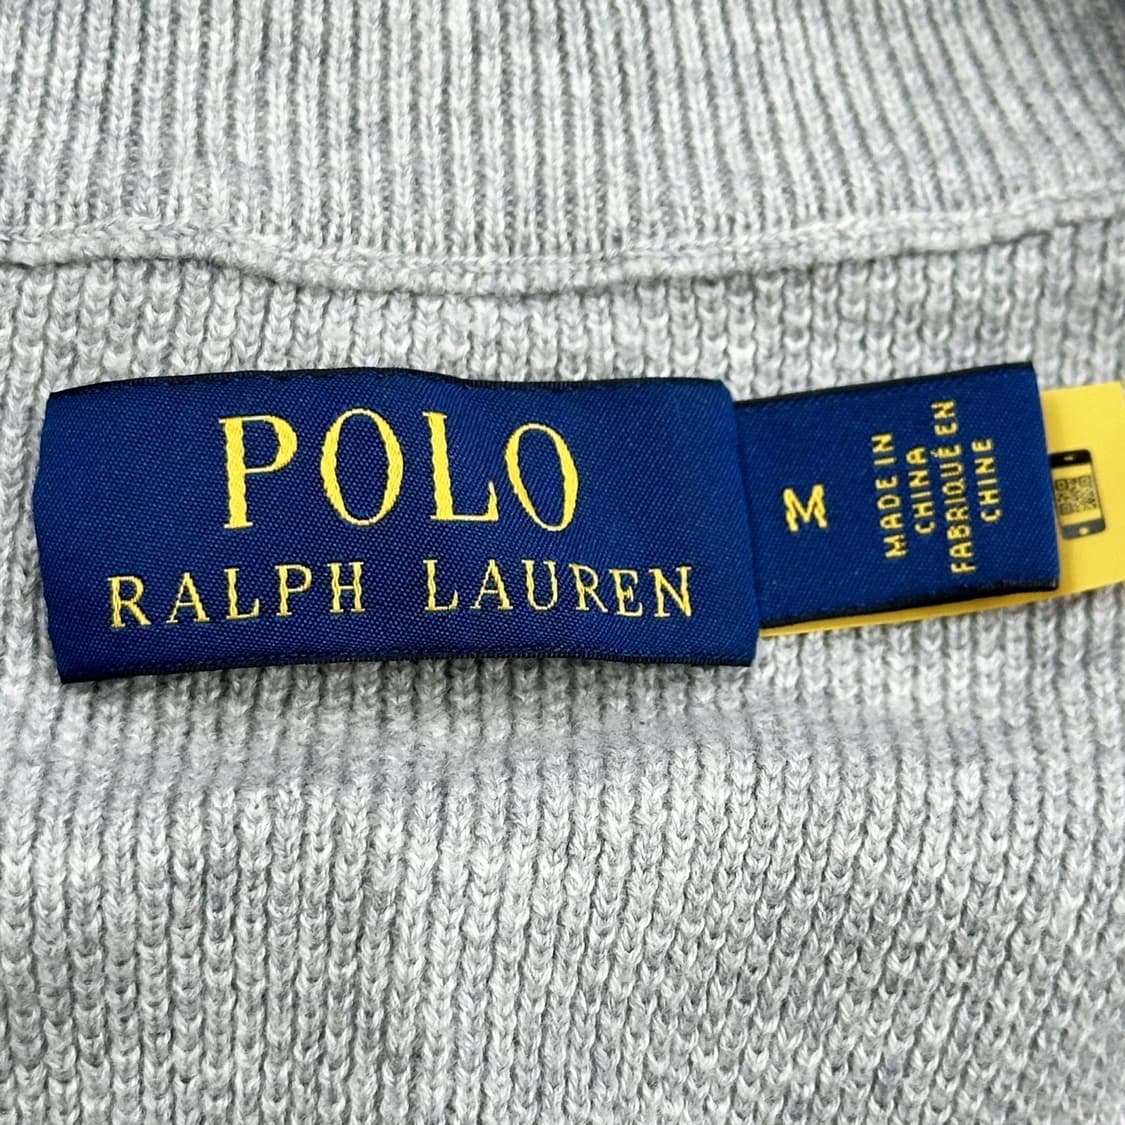 POLO
RALPH LAUREN
M
MADE IN
CHINA
FABRIQUÉ EN
CHINE